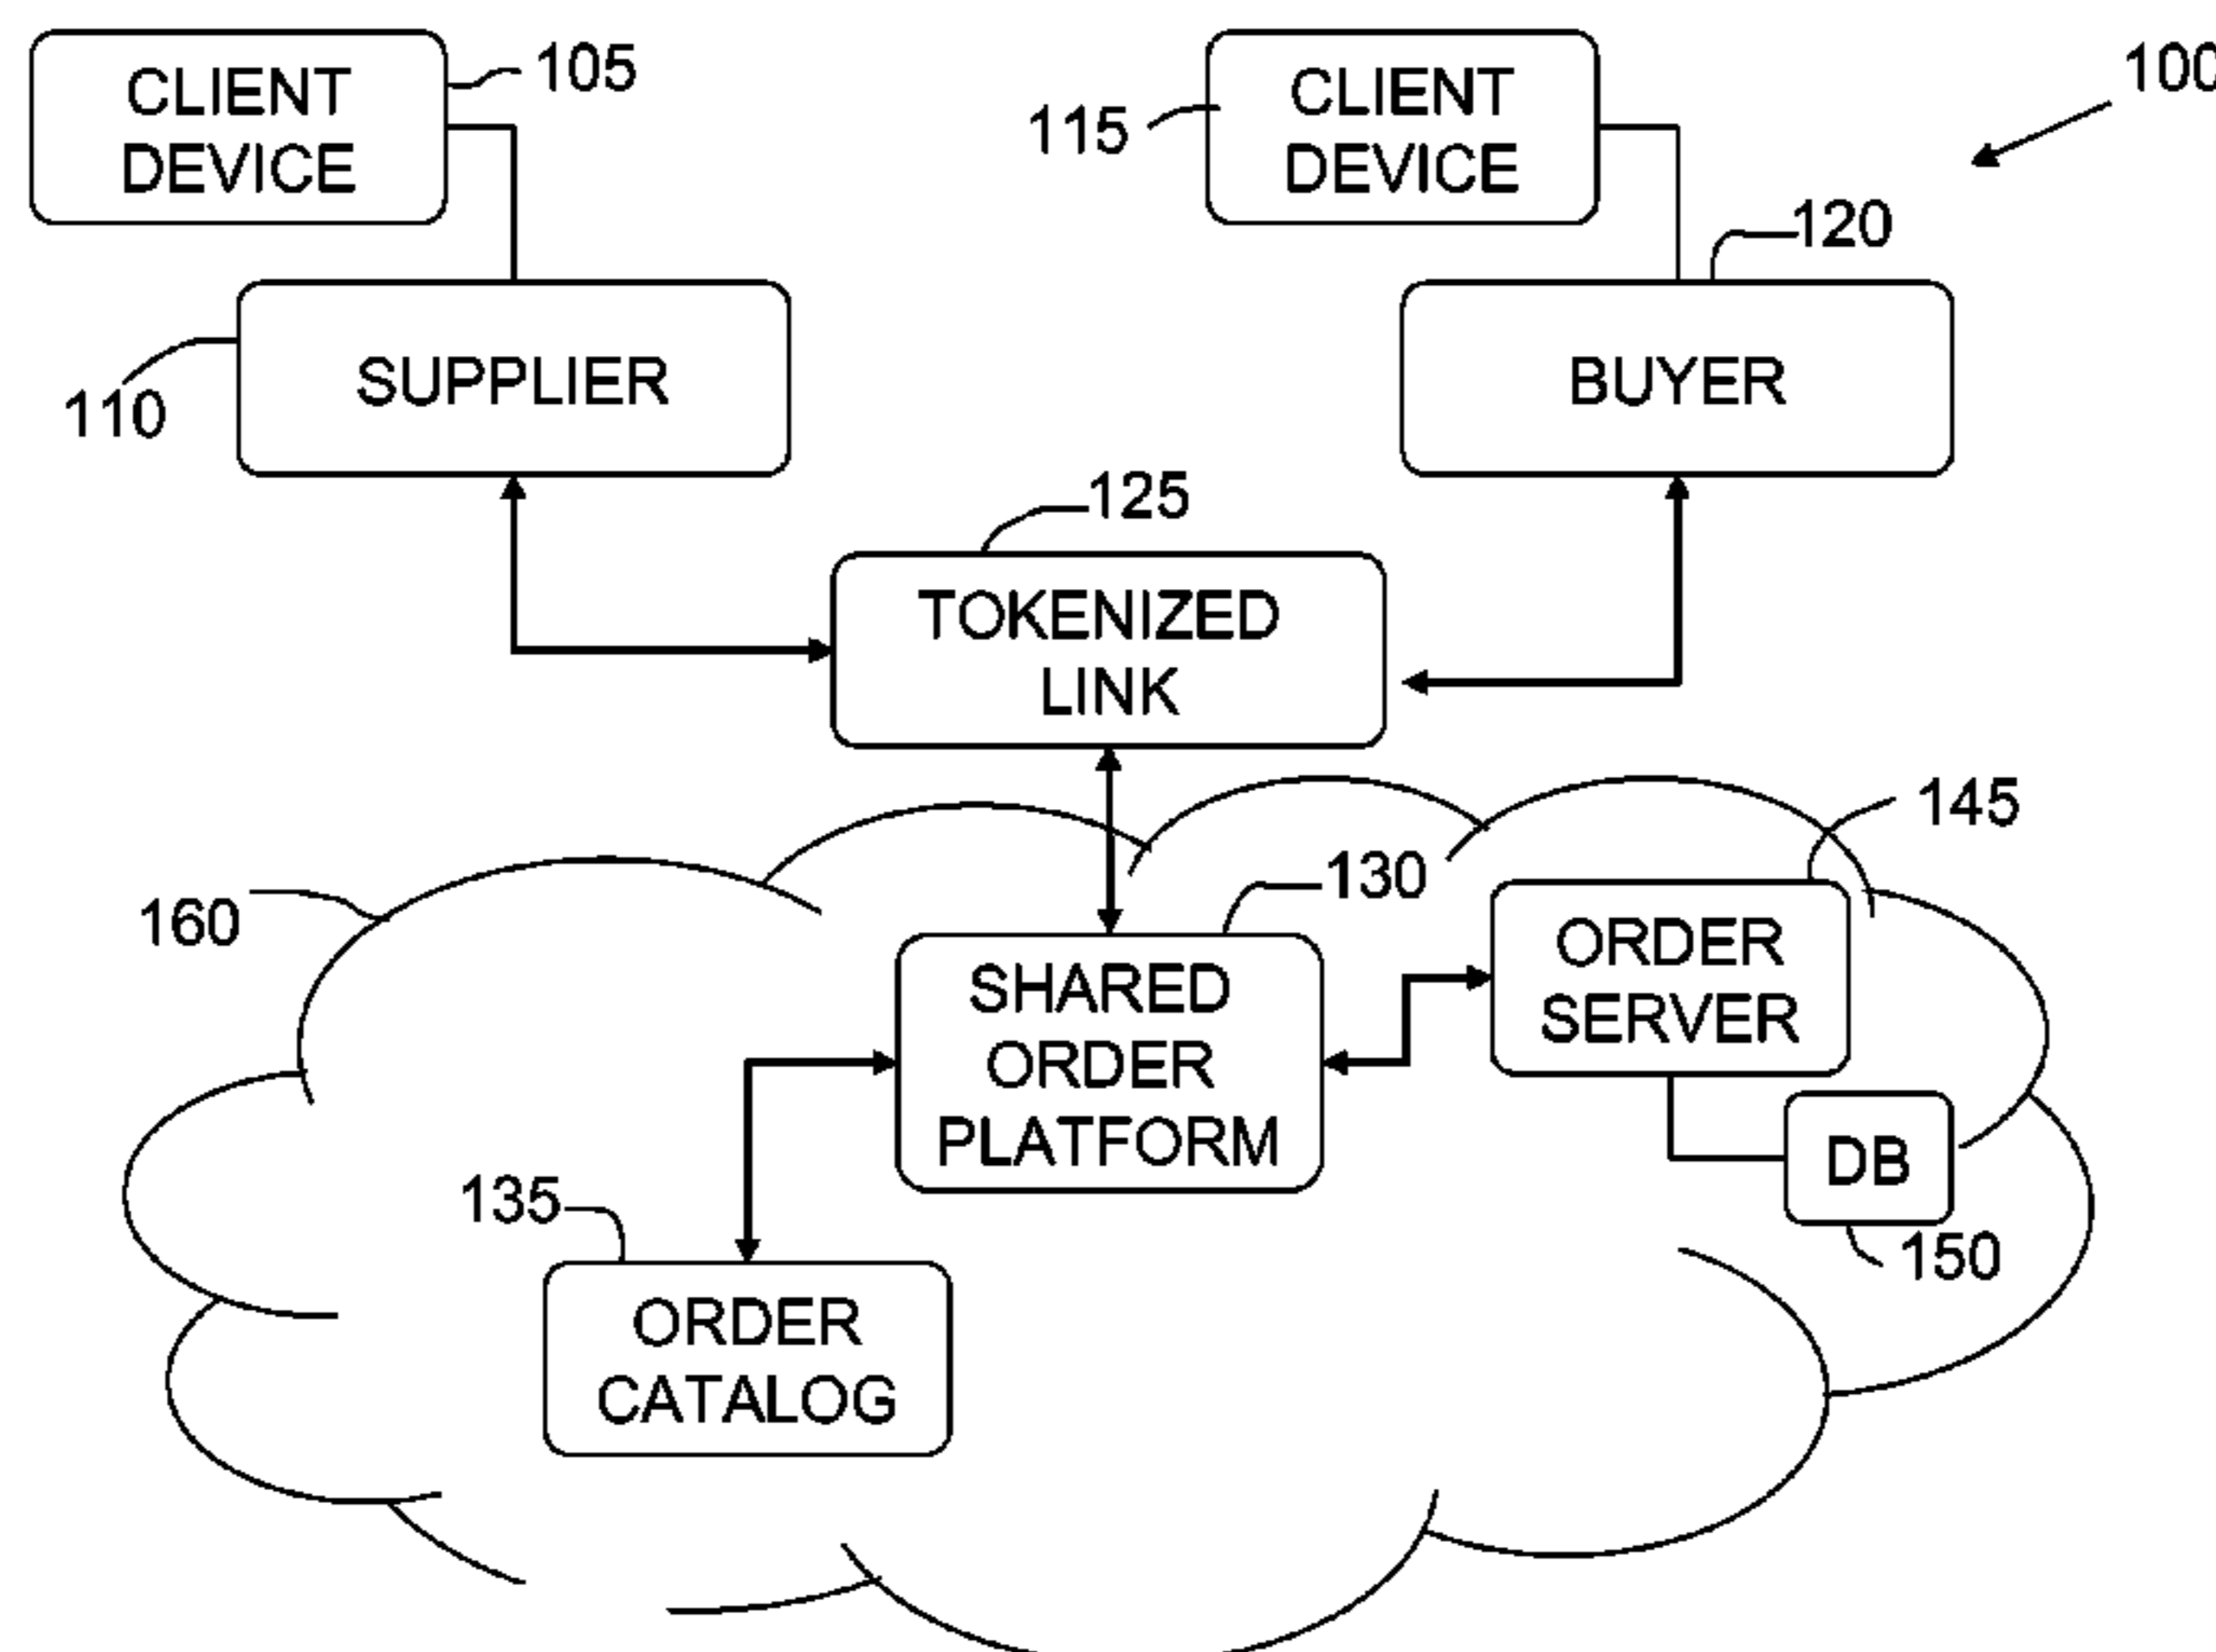 CLIENT
DEVICE
105
115
CLIENT
DEVICE
100
120
SUPPLIER
110
BUYER
125
TOKENIZED
LINK
145
130
160
ORDER
SERVER
SHARED
ORDER
PLATFORM
DB
150
135
ORDER
CATALOG